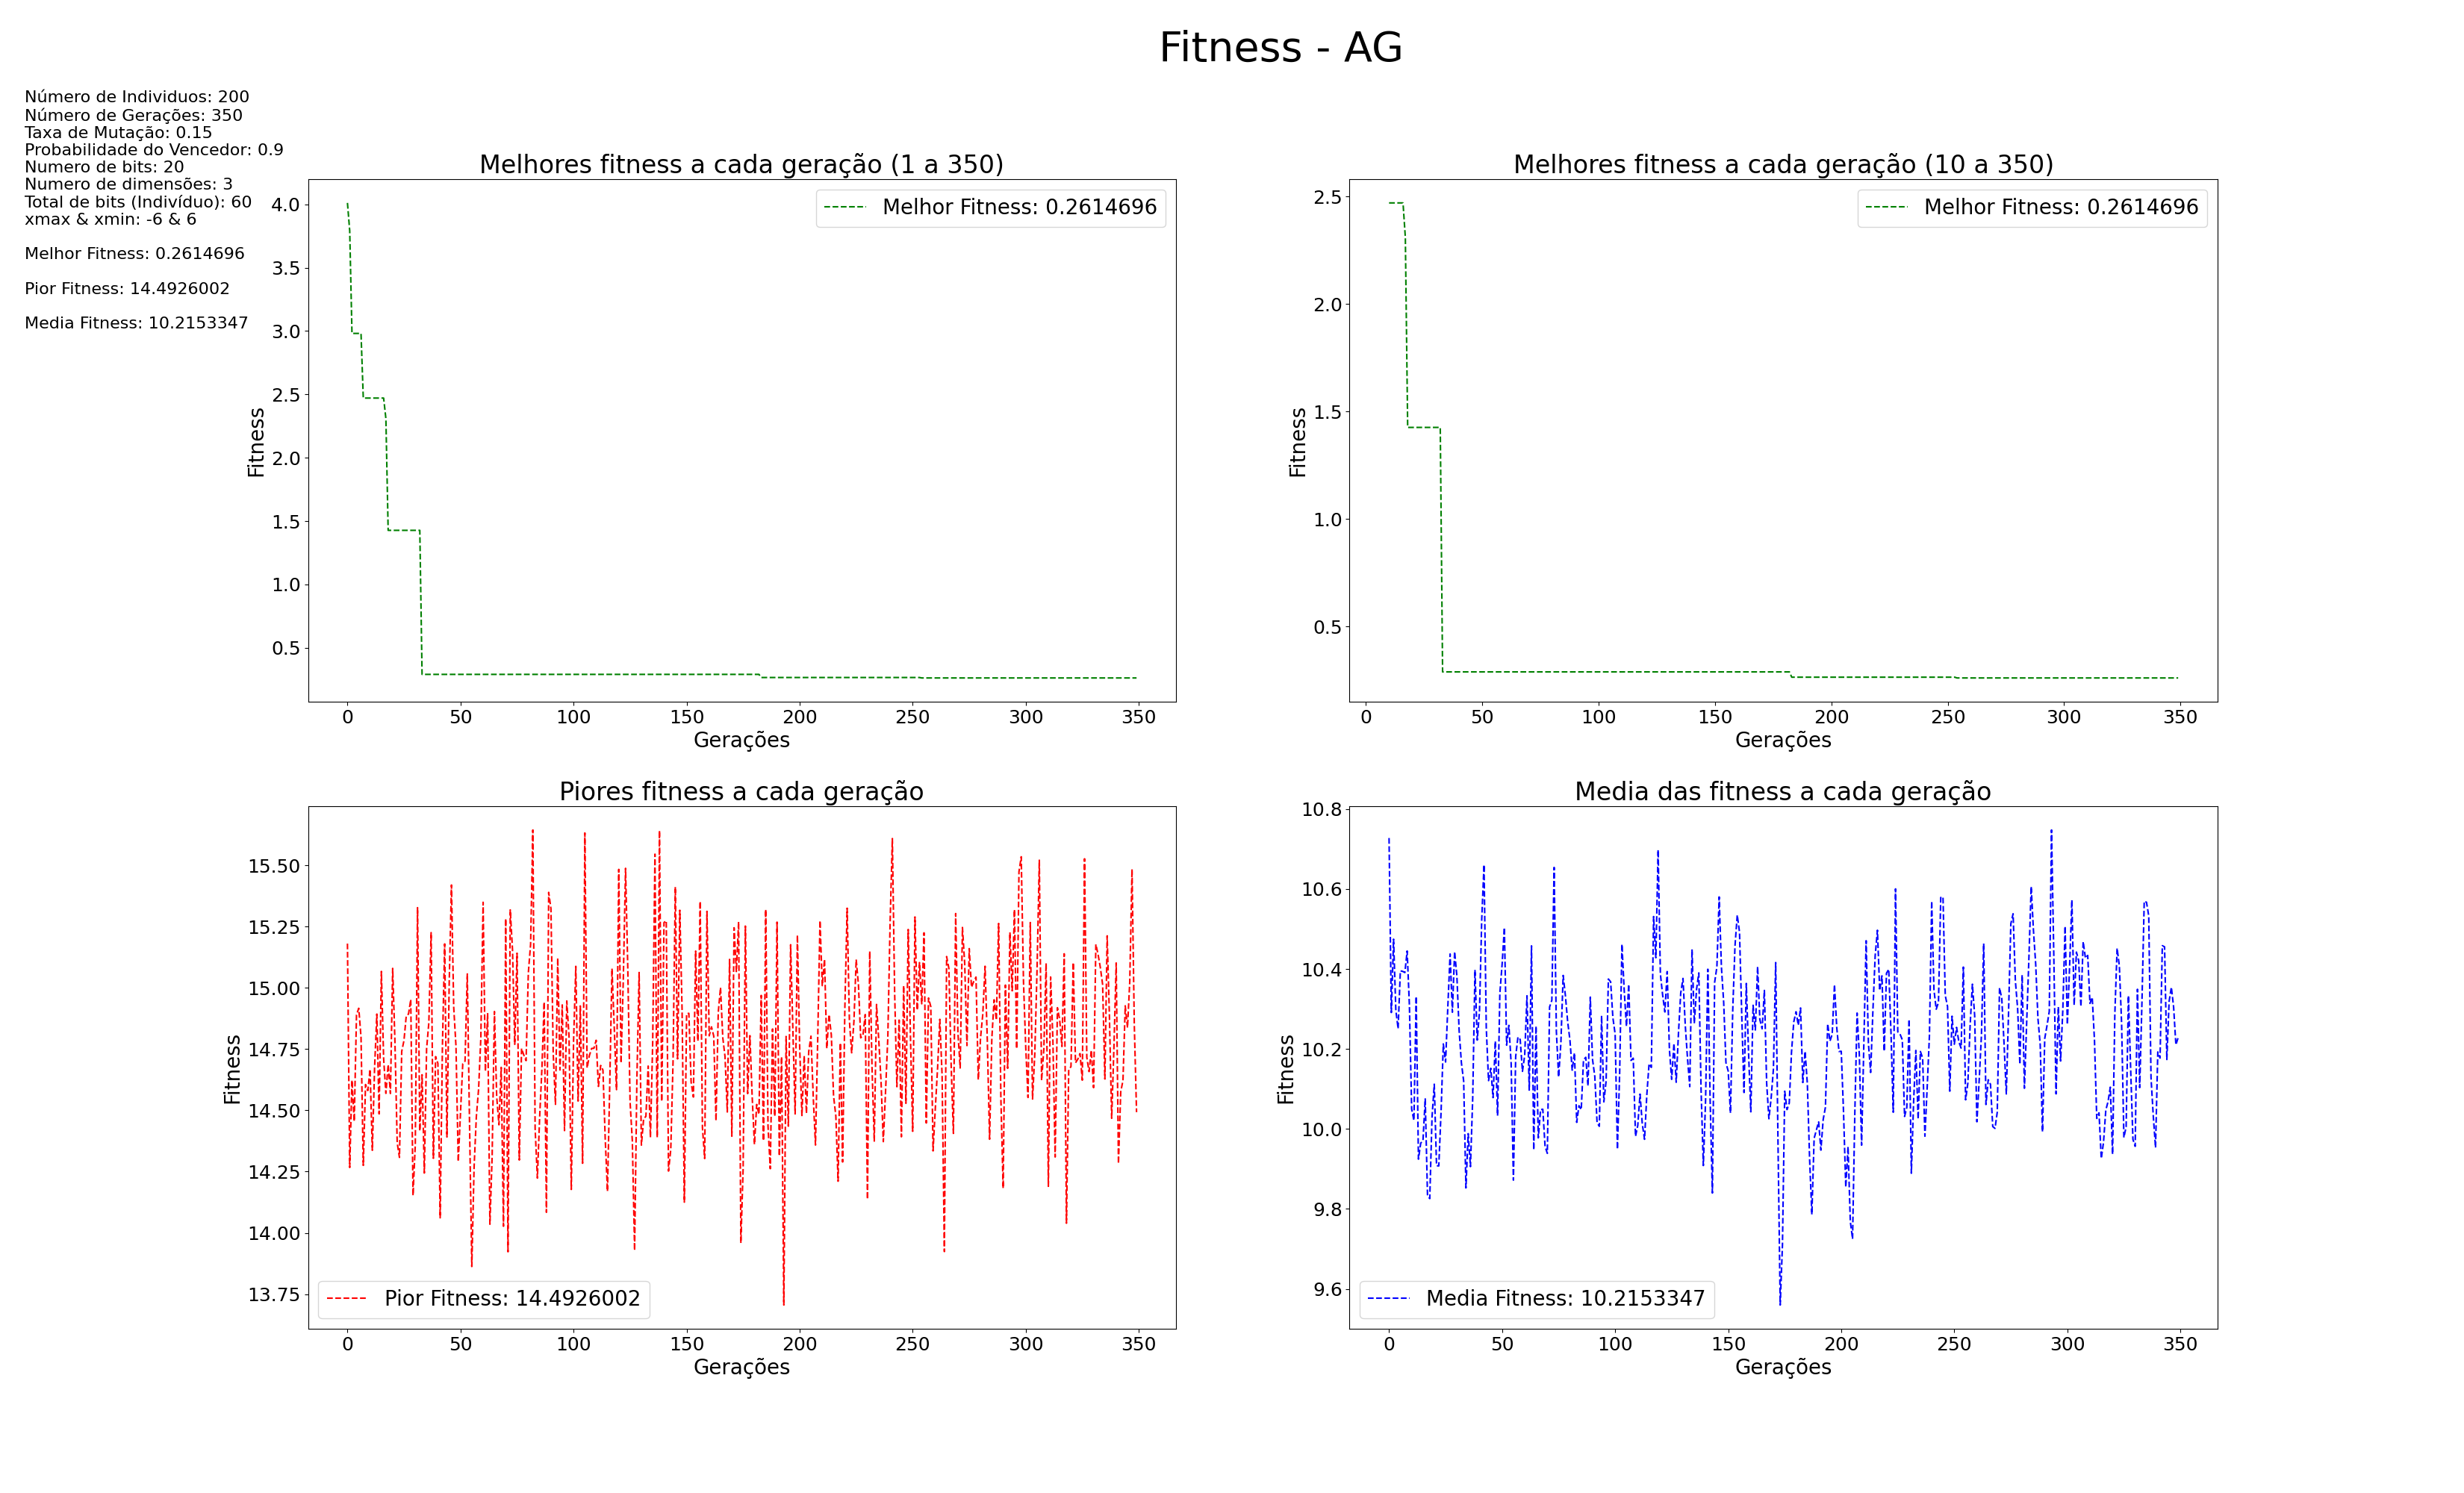 Fitness - AG
Número de Individuos: 200
Número de Gerações: 350
Taxa de Mutação: 0.15
Probabilidade do Vencedor: 0.9
Numero de bits: 20
Numero de dimensões: 3
Total de bits (Indivíduo): 60
xmax & xmin: -6 & 6
Melhor Fitness: 0.2614696
Pior Fitness: 14.4926002
Media Fitness: 10.2153347
Melhores fitness a cada geração (1 a 350)
Melhor Fitness: 0.2614696
4.0
3.5
3.0
2.5
2.0
1.5
1.0
0.5
Fitness
0 50 100 150 200 250 300 350
Gerações
Melhores fitness a cada geração (10 a 350)
Melhor Fitness: 0.2614696
2.5
2.0
1.5
1.0
0.5
Fitness
0 50 100 150 200 250 300 350
Gerações
Piores fitness a cada geração
15.50
15.25
15.00
14.75
14.50
14.25
14.00
13.75
Fitness
Pior Fitness: 14.4926002
0 50 100 150 200 250 300 350
Gerações
Media das fitness a cada geração
10.8
10.6
10.4
10.2
10.0
9.8
9.6
Fitness
Media Fitness: 10.2153347
0 50 100 150 200 250 300 350
Gerações